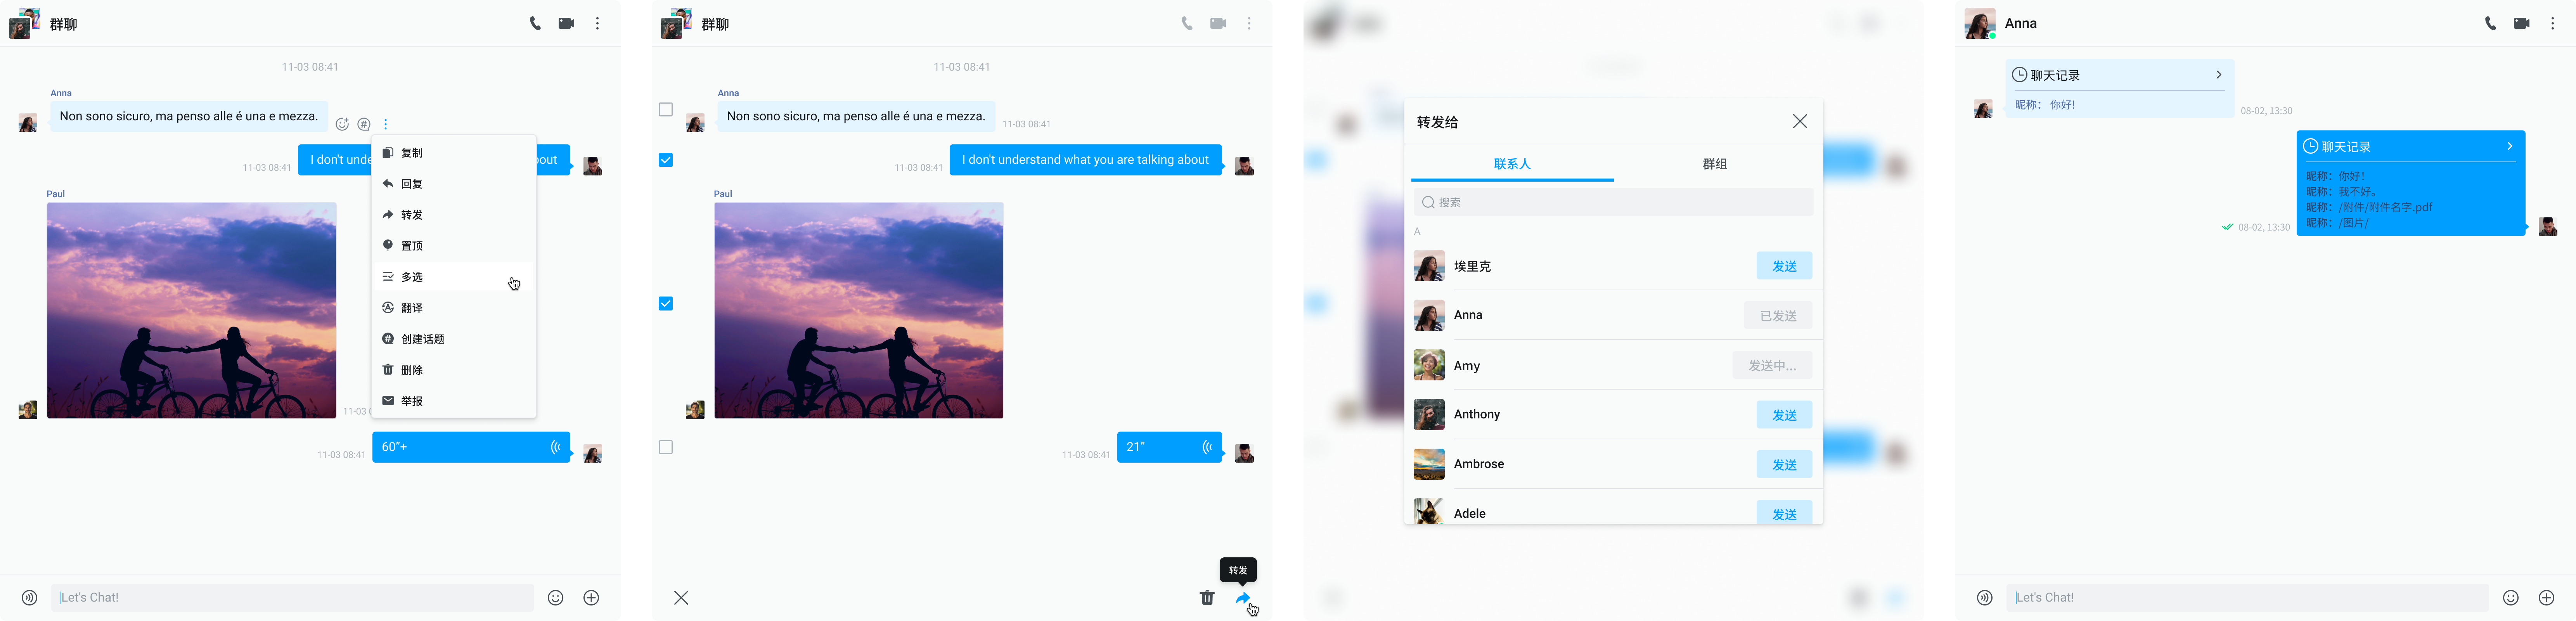 群聊
11-03 08:41
Anna
Non sono sicuro, ma penso alle é una e mezza.
复制
11-03 08:41
I don't unde
bout
回复
Paul
转发
置顶
多选
翻译
创建话题
删除
举报
11-03
11-03 08:41
60”+
Let's Chat!
群聊
11-03 08:41
Anna
Non sono sicuro, ma penso alle é una e mezza.
11-03 08:41
11-03 08:41
I don't understand what you are talking about
Paul
11-03 08:41
21”
转发
转发给
联系人
群组
搜索
A
埃里克
发送
Anna
已发送
Amy
发送中...
Anthony
发送
Ambrose
发送
Adele
发送
Anna
聊天记录
昵称： 你好！
08-02, 13:30
聊天记录
昵称：你好！
昵称：我不好。
昵称：/附件/附件名字.pdf
昵称：/图片/
08-02, 13:30
Let's Chat!